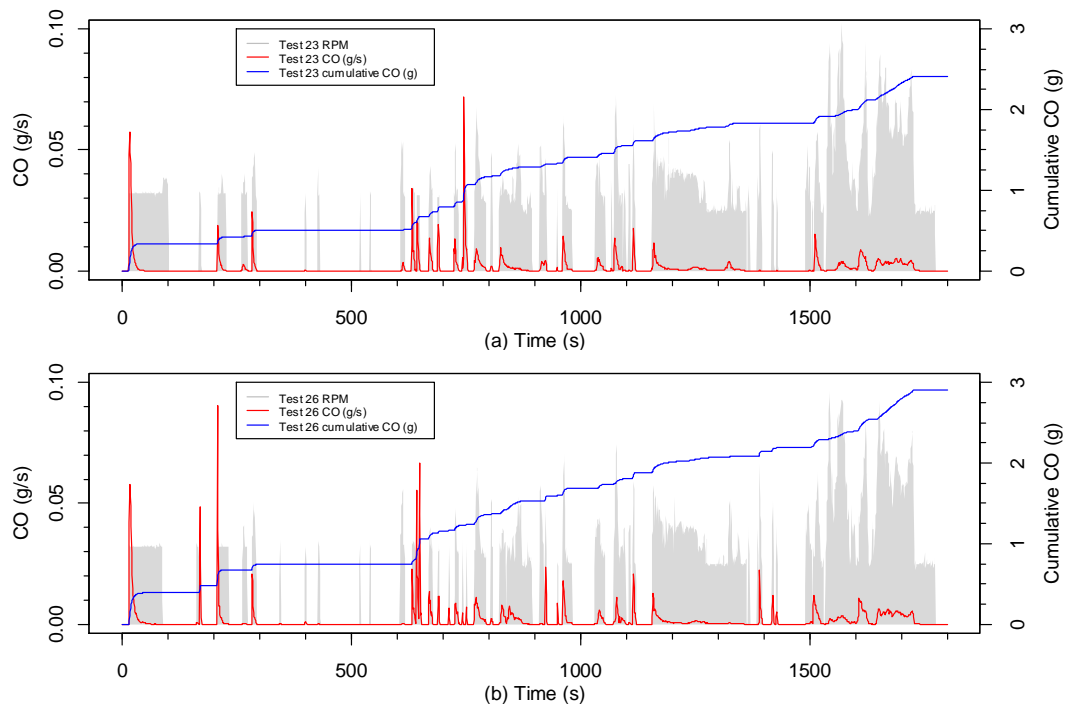 0.10
0.05
0.00
CO (g/s)
Test 23 RPM
Test 23 CO (g/s)
Test 23 cumulative CO (g)
3
2
1
0
Cumulative CO (g)
0 500 1000 1500
(a) Time (s)
0.10
0.05
0.00
CO (g/s)
Test 26 RPM
Test 26 CO (g/s)
Test 26 cumulative CO (g)
3
2
1
0
Cumulative CO (g)
0 500 1000 1500
(b) Time (s)